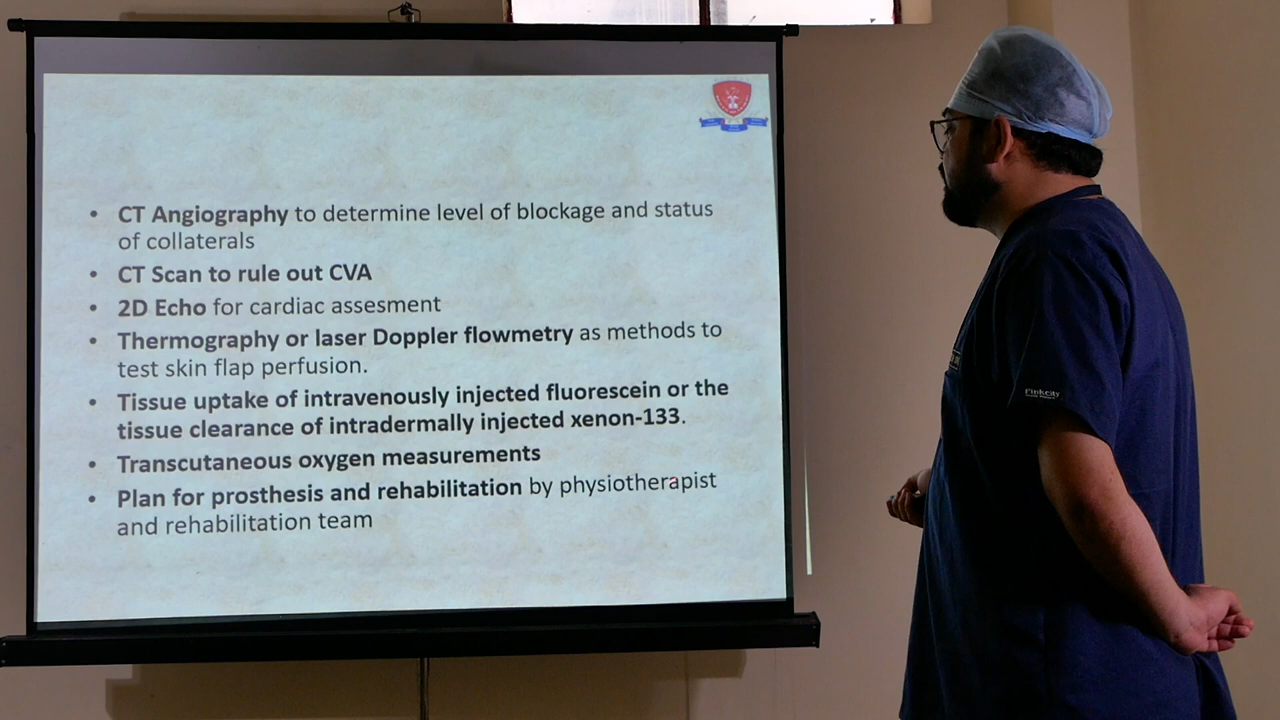 • CT Angiography to determine level of blockage and status
of collaterals
• CT Scan to rule out CVA
• 2D Echo for cardiac assesment
• Thermography or laser Doppler flowmetry as methods to
test skin flap perfusion.
• Tissue uptake of intravenously injected fluorescein or the
tissue clearance of intradermally injected xenon-133.
• Transcutaneous oxygen measurements
• Plan for prosthesis and rehabilitation by physiotherapist
and rehabilitation team